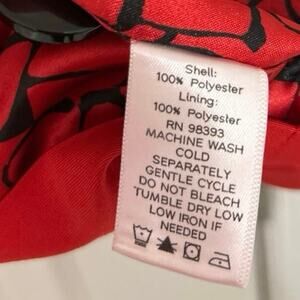 Shell:
100% Polyester
Lining:
100% Polyester
RN 98393
MACHINE WASH
COLD
SEPARATELY
GENTLE CYCLE
DO NOT BLEACH
TUMBLE DRY LOW
LOW IRON IF
NEEDED